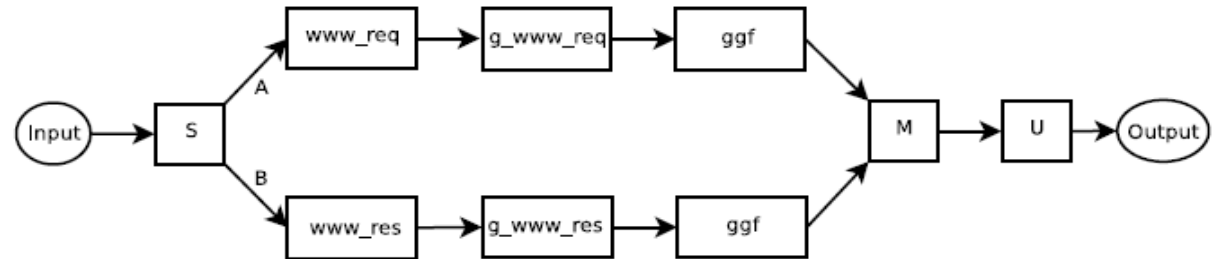 www_req
g_www_req
ggf
A
Input
S
M
U
Output
B
www_res
g_www_res
ggf